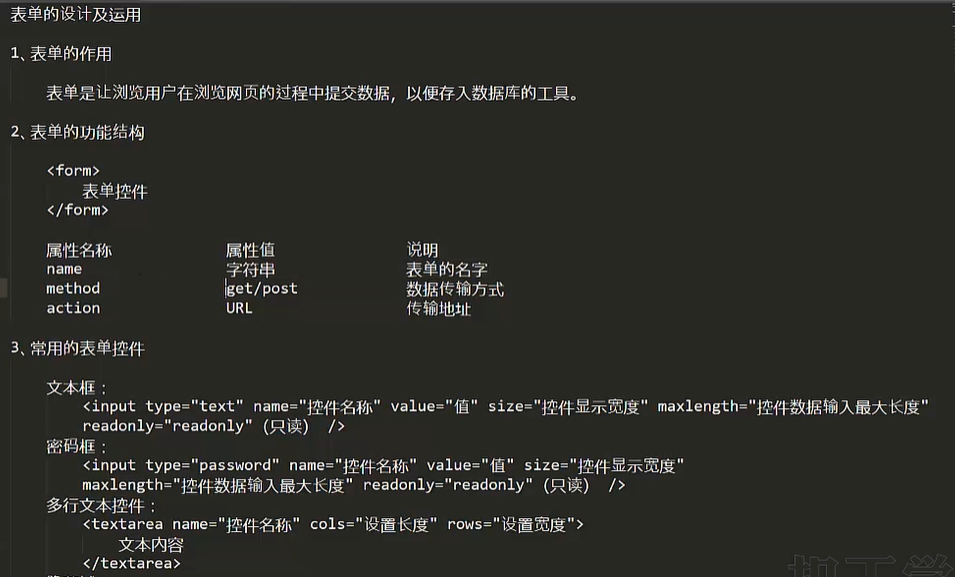 表单的设计及运用
1、表单的作用
表单是让浏览用户在浏览网页的过程中提交数据，以便存入数据库的工具。
2、表单的功能结构
<form>
表单控件
</form>
属性名称 属性值 说明
name 字符串 表单的名字
method get/post 数据传输方式
action URL 传输地址
3、常用的表单控件
文本框：
<input type="text" name="控件名称" value="值" size="控件显示宽度" maxlength="控件数据输入最大长度"
readonly="readonly"（只读） />
密码框：
<input type="password" name="控件名称" value="值" size="控件显示宽度"
maxlength="控件数据输入最大长度" readonly="readonly"（只读） />
多行文本控件：
<textarea name="控件名称" cols="设置长度" rows="设置宽度">
文本内容
</textarea>